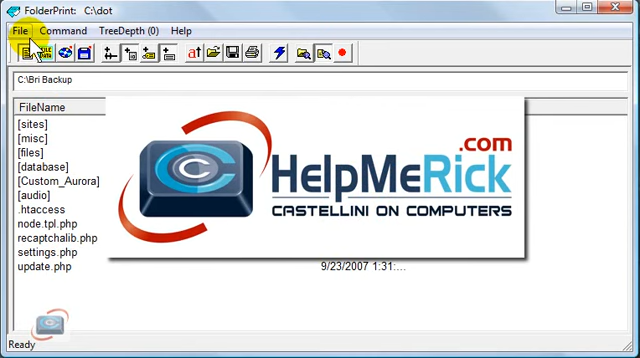 FolderPrint: C:\dot
File Command TreeDepth (0) Help
C:\Bri Backup
FileName
[sites]
[misc]
[files]
[database]
[Custom_Aurora]
[audio]
.htaccess
node.tpl.php
recaptchalib.php
settings.php
update.php 9/23/2007 1:31:...
.com
HelpMeRick
CASTELLINI ON COMPUTERS
Ready